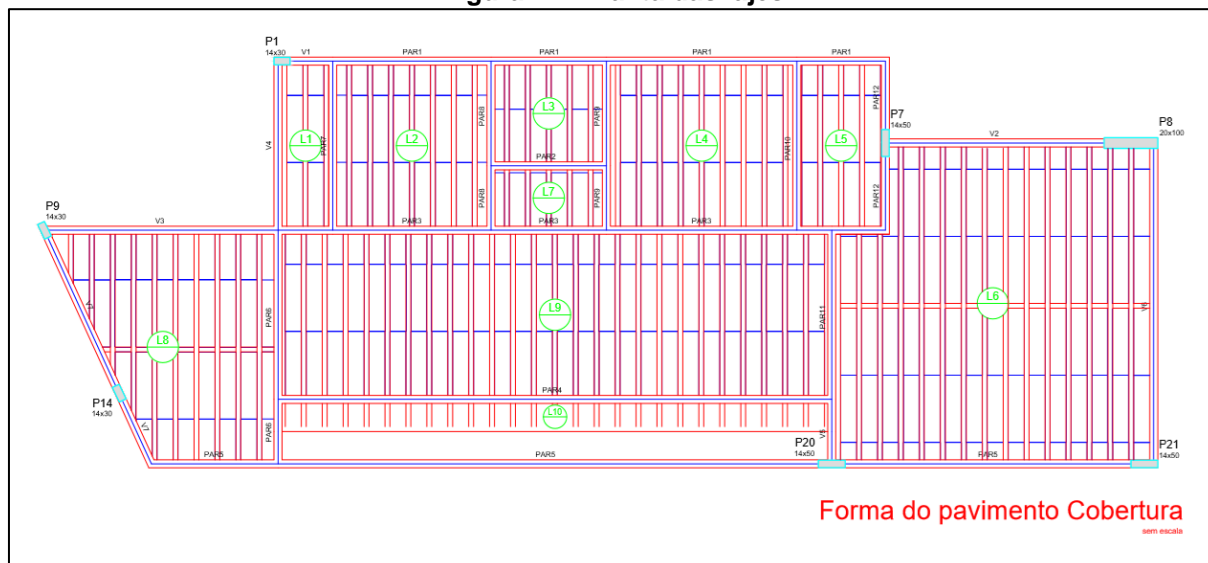 P1
14x30
V1
PAR1
PAR1
PAR1
PAR1
PAR12
P7
14x50
V2
P8
20x100
L1
PAR7
L2
PAR8
L3
PAR9
L4
PAR10
L5
V4
PAR2
P9
14x30
V3
PAR8
L7
PAR9
PAR12
PAR3
PAR3
PAR3
PAR6
L9
PAR11
L6
V6
L8
P14
14x30
PAR4
L10
V7
PAR5
PAR6
PAR5
V5
P20
14x50
PAR5
P21
14x50
Forma do pavimento Cobertura
sem escala